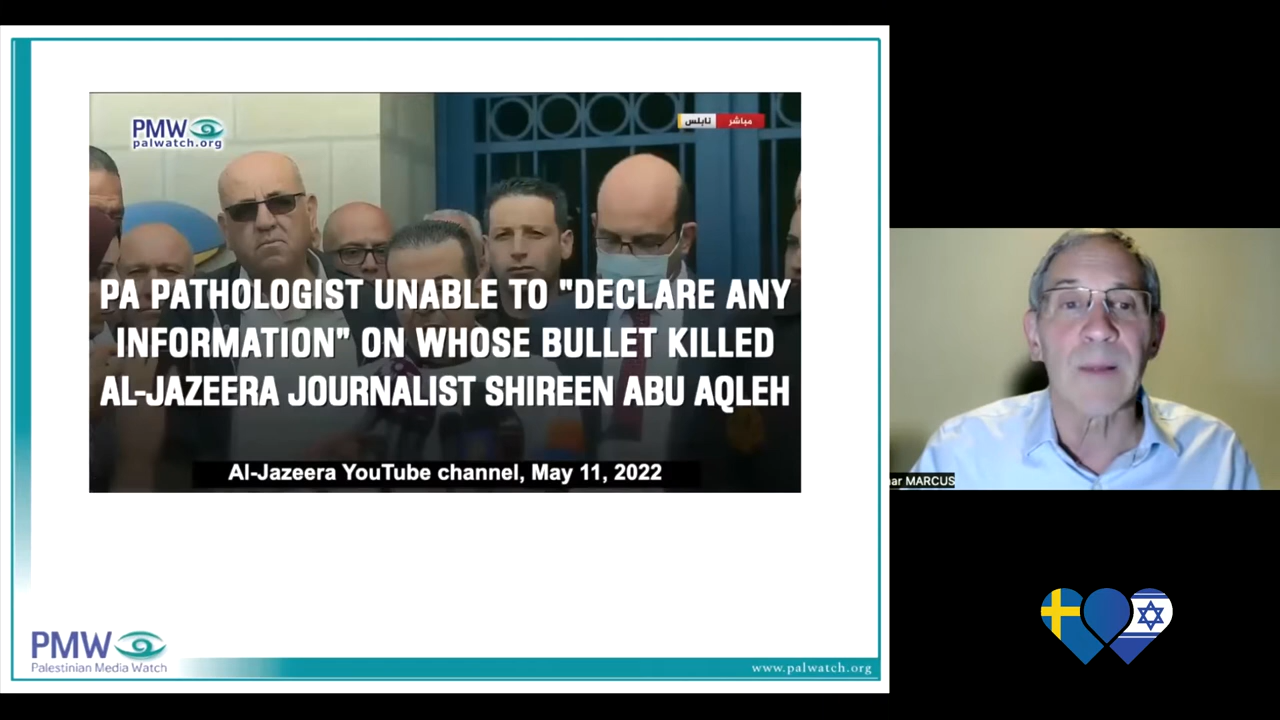 PMW
palwatch.org
نابلس مباشر
PA PATHOLOGIST UNABLE TO "DECLARE ANY
INFORMATION" ON WHOSE BULLET KILLED
AL-JAZEERA JOURNALIST SHIREEN ABU AQLEH
Al-Jazeera YouTube channel, May 11, 2022
ar MARCUS
PMW
Palestinian Media Watch
www.palwatch.org